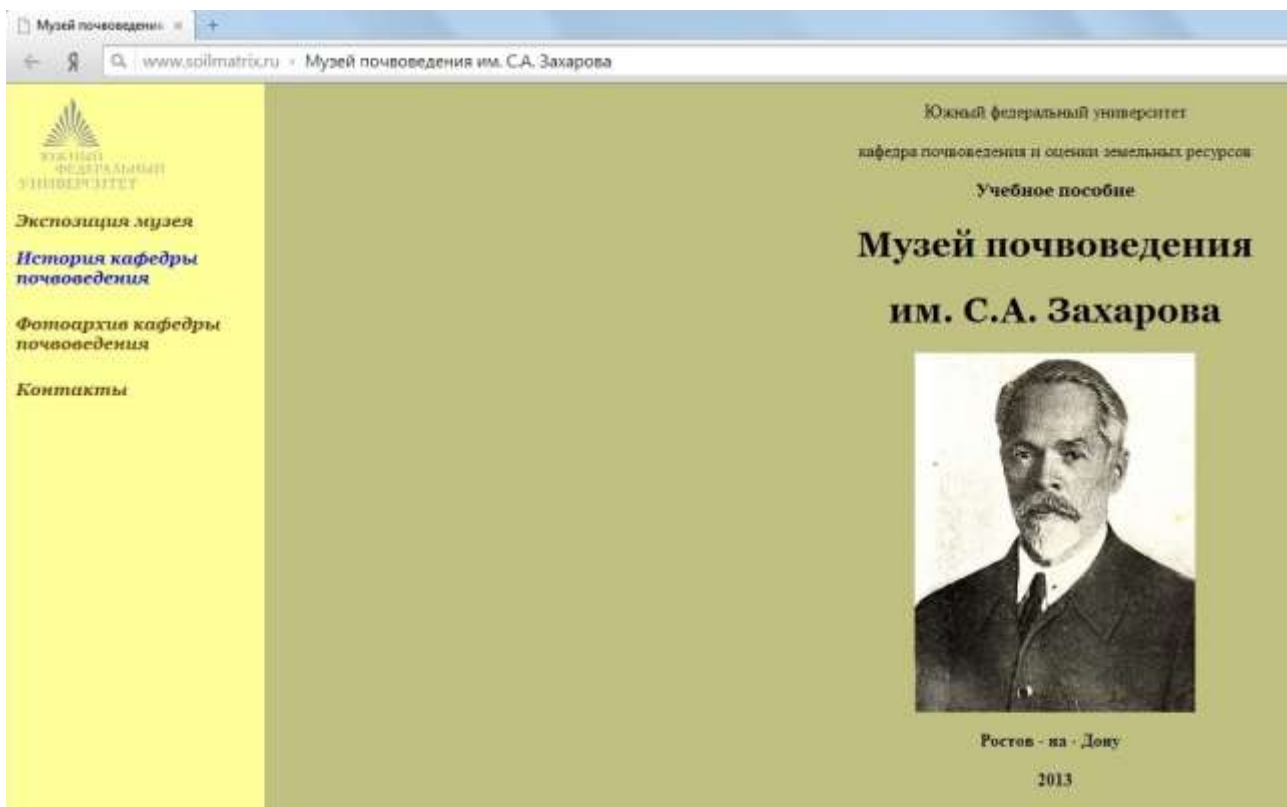 Музей почвоведени
www.soilmatrix.ru
Музей почвоведения им. С.А. Захарова
ЮЖНЫЙ
ФЕДЕРАЛЬНЫЙ
УНИВЕРСИТЕТ
Экспозиция музея
История кафедры
почвоведения
Фотоархив кафедры
почвоведения
Контакты
Южный федеральный университет
кафедра почвоведения и оценки земельных ресурсов
Учебное пособие
Музей почвоведения
им. С.А. Захарова
Ростов - на - Дону
2013